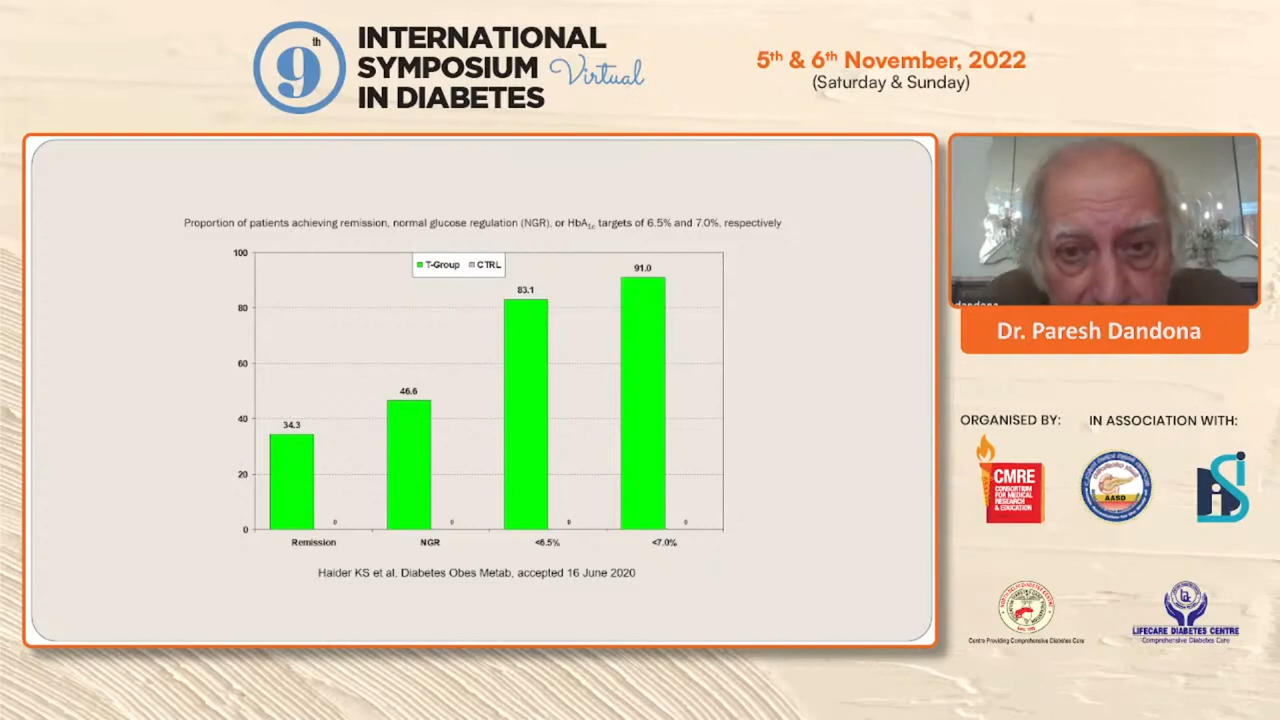 9th
INTERNATIONAL
SYMPOSIUM Virtual
IN DIABETES
5th & 6th November, 2022
(Saturday & Sunday)
Proportion of patients achieving remission, normal glucose regulation (NGR), or HbA1c targets of 6.5% and 7.0%, respectively
100
80
60
40
20
0
T-Group CTRL
34.3
0
46.6
0
83.1
0
91.0
0
Remission NGR <6.5% <7.0%
Haider KS et al. Diabetes Obes Metab, accepted 16 June 2020
dandona
Dr. Paresh Dandona
ORGANISED BY: IN ASSOCIATION WITH:
CMRE
CONSORTIUM
FOR MEDICAL
RESEARCH
& EDUCATION
AASD
Centre Providing Comprehensive Diabetes Care
LIFECARE DIABETES CENTRE
Comprehensive Diabetes Care